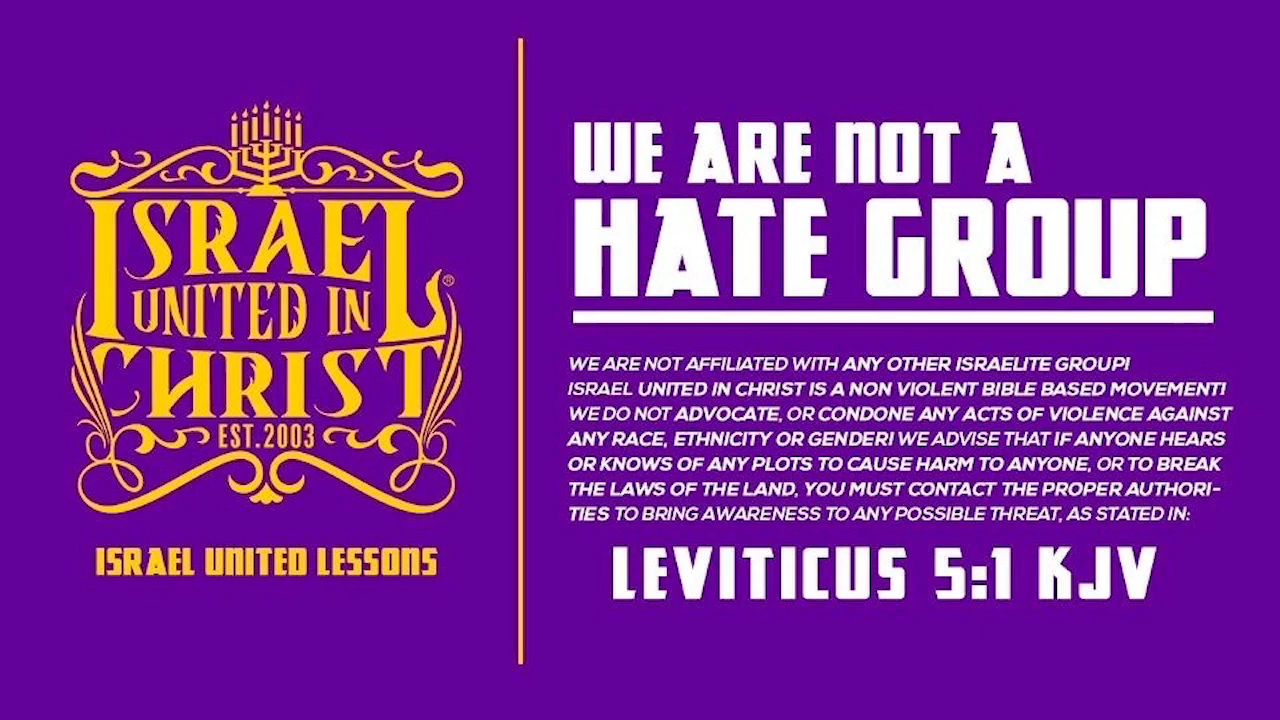 ISRAEL
UNITED IN
CHRIST
®
EST.2003
ISRAEL UNITED LESSONS
WE ARE NOT A
HATE GROUP
WE ARE NOT AFFILIATED WITH ANY OTHER ISRAELITE GROUP!
ISRAEL UNITED IN CHRIST IS A NON VIOLENT BIBLE BASED MOVEMENT!
WE DO NOT ADVOCATE, OR CONDONE ANY ACTS OF VIOLENCE AGAINST
ANY RACE, ETHNICITY OR GENDER! WE ADVISE THAT IF ANYONE HEARS
OR KNOWS OF ANY PLOTS TO CAUSE HARM TO ANYONE, OR TO BREAK
THE LAWS OF THE LAND, YOU MUST CONTACT THE PROPER AUTHORI-
TIES TO BRING AWARENESS TO ANY POSSIBLE THREAT, AS STATED IN:
LEVITICUS 5:1 KJV